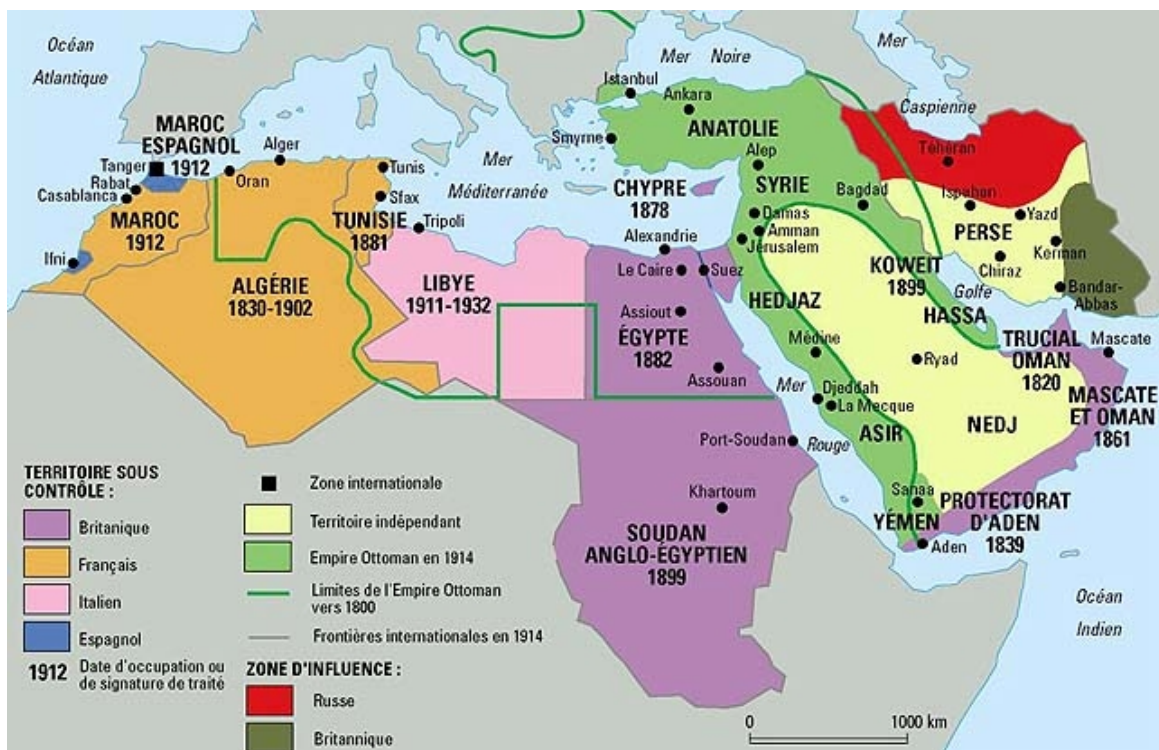 Océan
Atlantique
Mer Noire
Mer
Caspienne
Istanbul
Ankara
ANATOLIE
Smyrne
MAROC
ESPAGNOL
1912
Tanger
Rabat
Casablanca
Alger
Oran
Tunis
Sfax
Mer
Méditerranée
CHYPRE
1878
Alep
SYRIE
Bagdad
Téhéran
Ispahan
Yazd
PERSE
Kerman
Chiraz
Bandar-
Abbas
MAROC
1912
Ifni
TUNISIE
1881
Tripoli
Alexandrie
Damas
Amman
Jérusalem
Le Caire
Suez
ALGÉRIE
1830-1902
LIBYE
1911-1932
Assiout
ÉGYPTE
1882
Assouan
HEDJAZ
KOWEIT
1899
Golfe
HASSA
Médine
Ryad
TRUCIAL
OMAN
1820
Mascate
MASCATE
ET OMAN
1861
Mer
Rouge
Djeddah
La Mecque
ASIR
NEDJ
Port-Soudan
Khartoum
SOUDAN
ANGLO-ÉGYPTIEN
1899
Sanaa
YÉMEN
PROTECTORAT
D'ADEN
1839
Aden
Océan
Indien
TERRITOIRE SOUS
CONTRÔLE :
Britanique
Français
Italien
Espagnol
1912 Date d'occupation ou
de signature de traité
Zone internationale
Territoire indépendant
Empire Ottoman en 1914
Limites de l'Empire Ottoman
vers 1800
Frontières internationales en 1914
ZONE D'INFLUENCE :
Russe
Britannique
0 1000 km